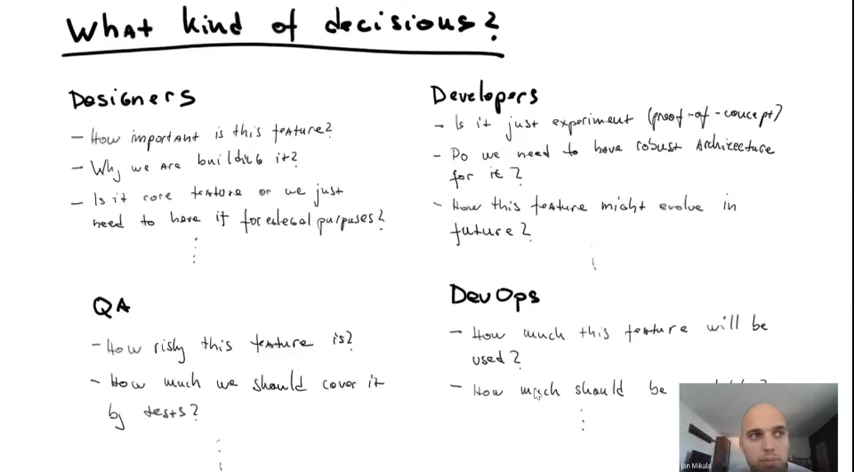 What kind of decisions?
Designers
- How important is this feature?
- Why we are building it?
- Is it core feature or we just
need to have it for legal purposes?
Developers
- Is it just experiment (proof-of-concept)?
- Do we need to have robust architecture
for it?
- How this feature might evolve in
future?
QA
- How risky this feature is?
- How much we should cover it
by tests?
DevOps
- How much this feature will be
used?
- How much should be
Jan Mikula